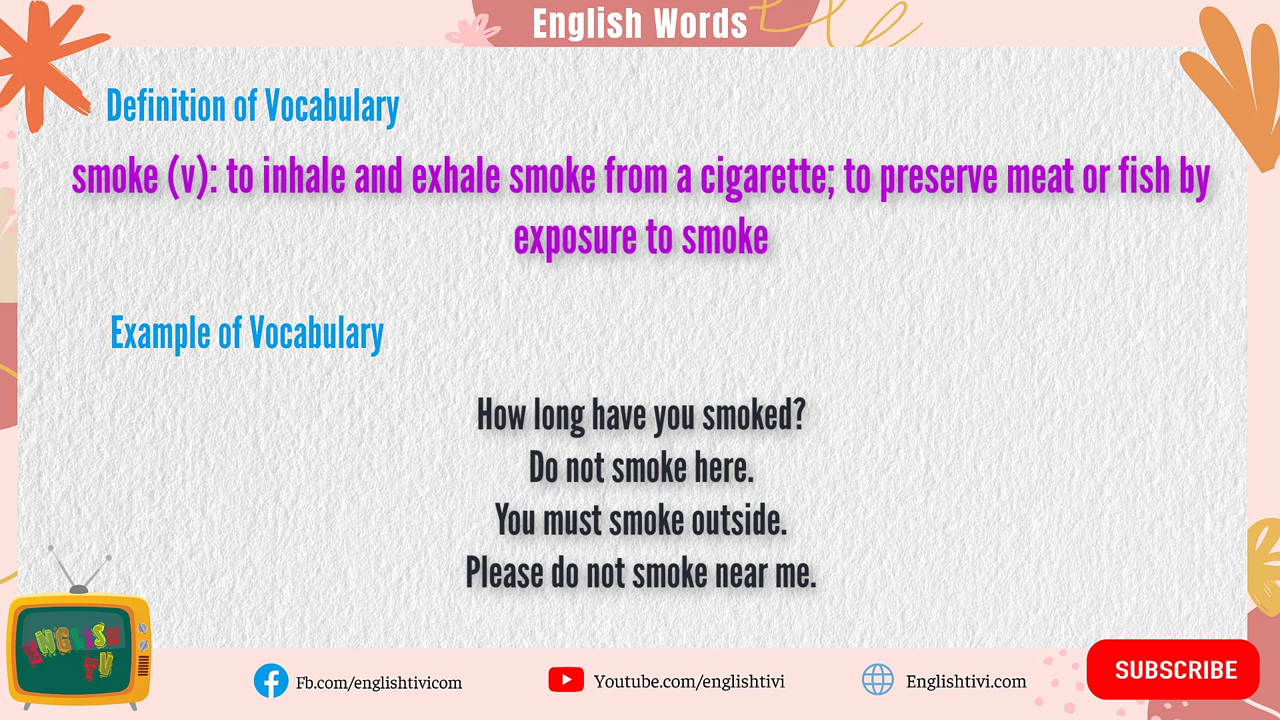 English Words
Definition of Vocabulary
smoke (v): to inhale and exhale smoke from a cigarette; to preserve meat or fish by
exposure to smoke
Example of Vocabulary
How long have you smoked?
Do not smoke here.
You must smoke outside.
Please do not smoke near me.
ENGLISH
TV
Fb.com/englishtivicom
Youtube.com/englishtivi
Englishtivi.com
SUBSCRIBE